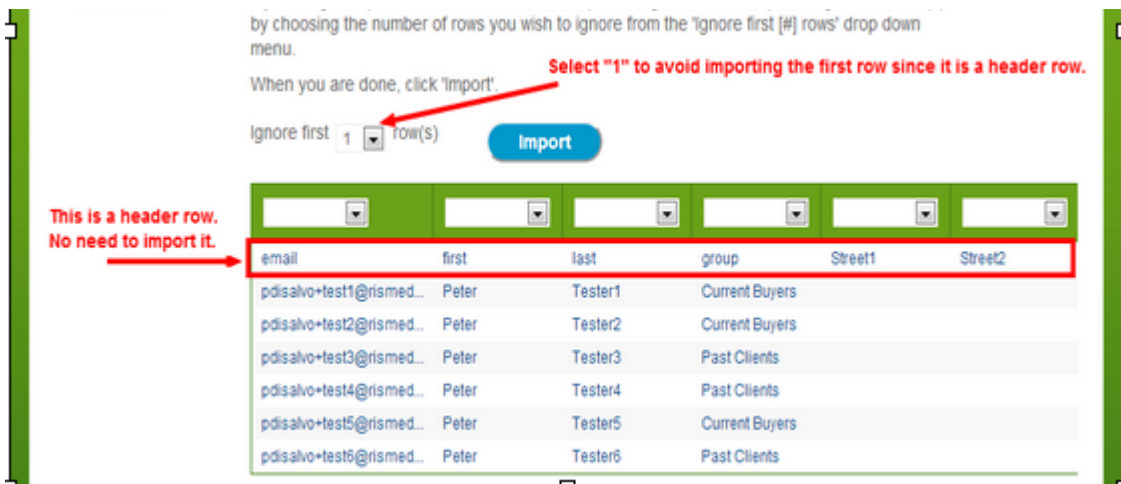 by choosing the number of rows you wish to ignore from the 'Ignore first [#] rows' drop down
menu.
Select "1" to avoid importing the first row since it is a header row.
When you are done, click 'Import'.
Ignore first 1 row(s) Import
This is a header row.
No need to import it.
email first last group Street1 Street2
pdisalvo+test1@rismed... Peter Tester1 Current Buyers
pdisalvo+test2@rismed... Peter Tester2 Current Buyers
pdisalvo+test3@rismed... Peter Tester3 Past Clients
pdisalvo+test4@rismed... Peter Tester4 Past Clients
pdisalvo+test5@rismed... Peter Tester5 Current Buyers
pdisalvo+test6@rismed... Peter Tester6 Past Clients